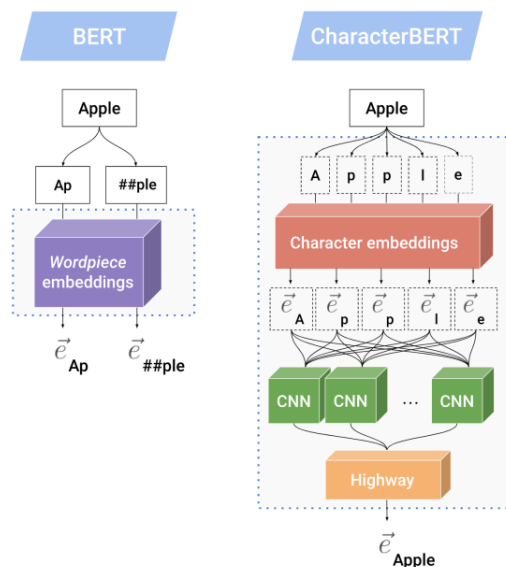 BERT
Apple
Ap ##ple
Wordpiece
embeddings
e⃗Ap e⃗##ple
CharacterBERT
Apple
A p p l e
Character embeddings
e⃗A e⃗p e⃗p e⃗l e⃗e
CNN CNN ... CNN
Highway
e⃗Apple